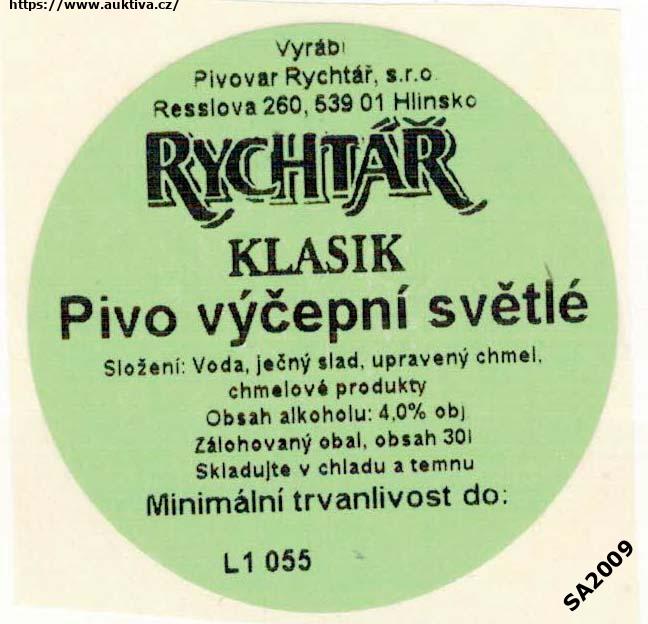 https://www.auktiva.cz/
Vyrábí
Pivovar Rychtář, s.r.o.
Resslova 260, 539 01 Hlinsko
RYCHTÁŘ
KLASIK
Pivo výčepní světlé
Složení: Voda, ječný slad, upravený chmel,
chmelové produkty
Obsah alkoholu: 4,0% obj
Zálohovaný obal, obsah 30l
Skladujte v chladu a temnu
Minimální trvanlivost do:
L1 055
SA2009